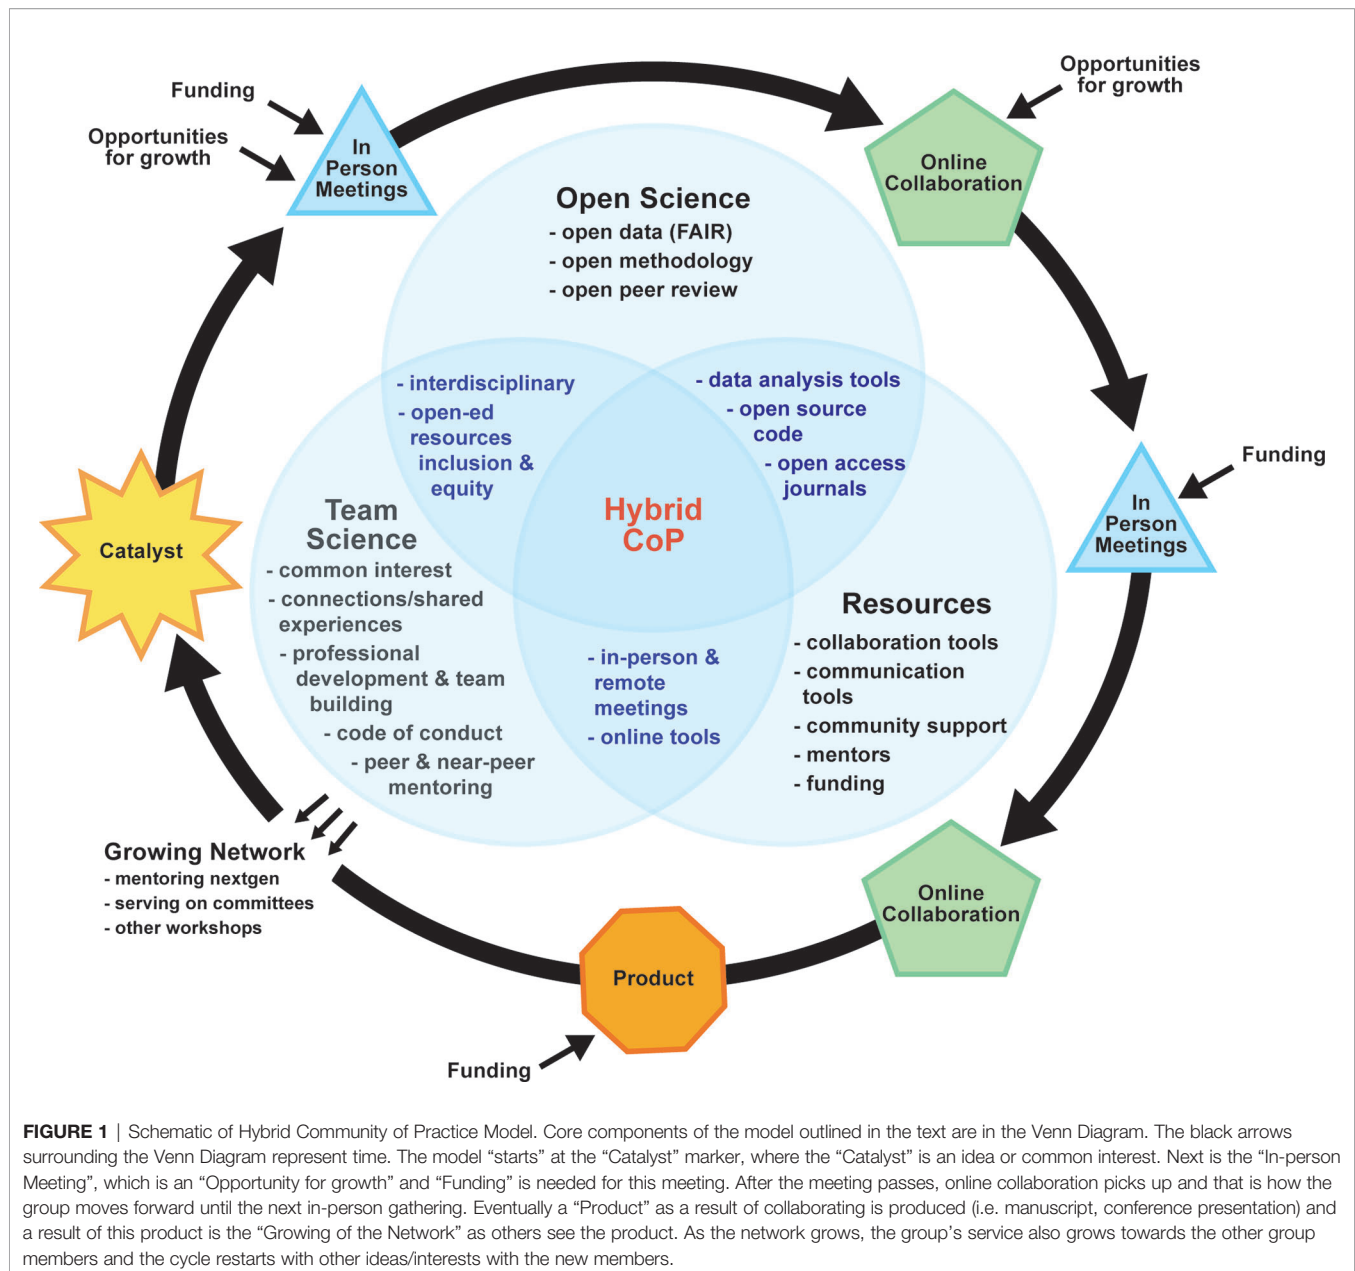 Funding
Opportunities
for growth
In
Person
Meetings
Opportunities
for growth
Online
Collaboration
Open Science
- open data (FAIR)
- open methodology
- open peer review
- interdisciplinary
- open-ed
resources
inclusion &
equity
- data analysis tools
- open source
code
- open access
journals
Funding
In
Person
Meetings
Catalyst
Team
Science
- common interest
- connections/shared
experiences
- professional
development & team
building
- code of conduct
- peer & near-peer
mentoring
Hybrid
CoP
Resources
- collaboration tools
- communication
tools
- community support
- mentors
- funding
- in-person &
remote
meetings
- online tools
Growing Network
- mentoring nextgen
- serving on committees
- other workshops
Online
Collaboration
Product
Funding
FIGURE 1 | Schematic of Hybrid Community of Practice Model. Core components of the model outlined in the text are in the Venn Diagram. The black arrows
surrounding the Venn Diagram represent time. The model “starts” at the “Catalyst” marker, where the “Catalyst” is an idea or common interest. Next is the “In-person
Meeting”, which is an “Opportunity for growth” and “Funding” is needed for this meeting. After the meeting passes, online collaboration picks up and that is how the
group moves forward until the next in-person gathering. Eventually a “Product” as a result of collaborating is produced (i.e. manuscript, conference presentation) and
a result of this product is the “Growing of the Network” as others see the product. As the network grows, the group’s service also grows towards the other group
members and the cycle restarts with other ideas/interests with the new members.